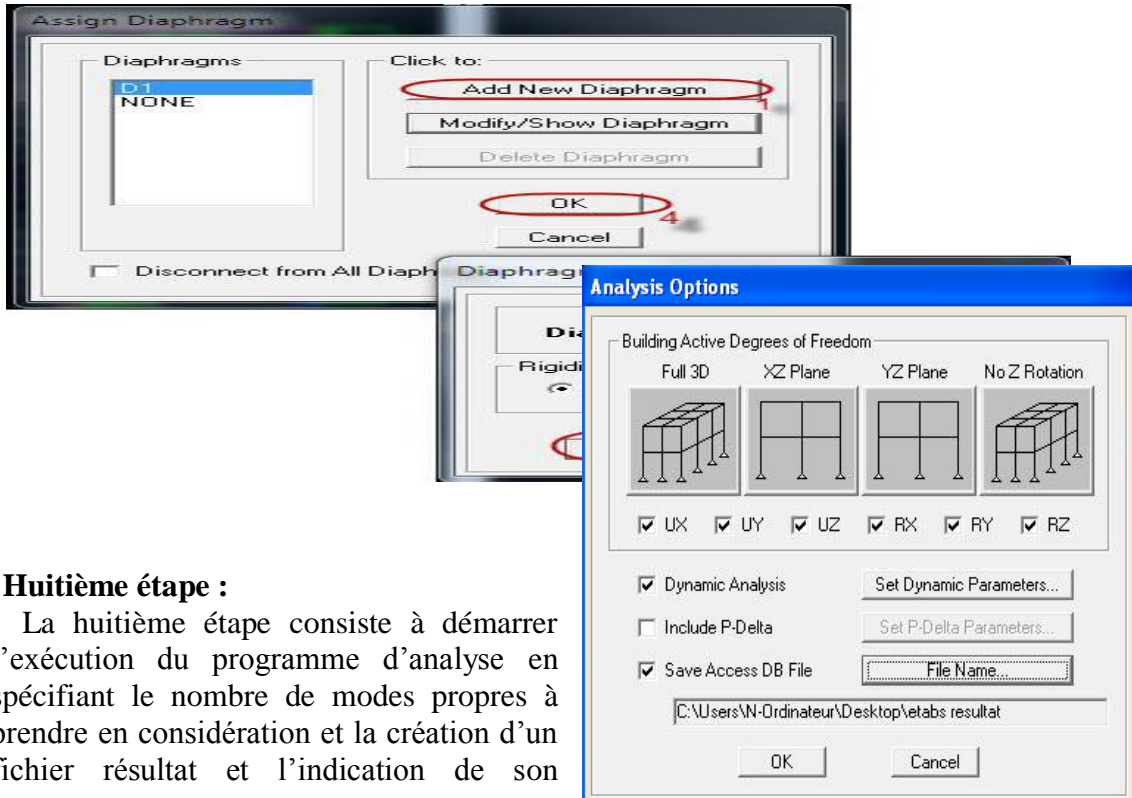 Assign Diaphragm
Diaphragms
D1
NONE
Click to:
Add New Diaphragm
1
Modify/Show Diaphragm
Delete Diaphragm
OK
4
Cancel
Disconnect from All Diaph
Diaphrag
Dia
Rigidi
Analysis Options
Building Active Degrees of Freedom
Full 3D XZ Plane YZ Plane No Z Rotation
UX UY UZ RX RY RZ
Dynamic Analysis Set Dynamic Parameters...
Include P-Delta Set P-Delta Parameters...
Save Access DB File File Name...
C:\Users\N-Ordinateur\Desktop\etabs resultat
OK Cancel
Huitième étape :
La huitième étape consiste à démarrer
l’exécution du programme d’analyse en
spécifiant le nombre de modes propres à
prendre en considération et la création d’un
fichier résultat et l’indication de son